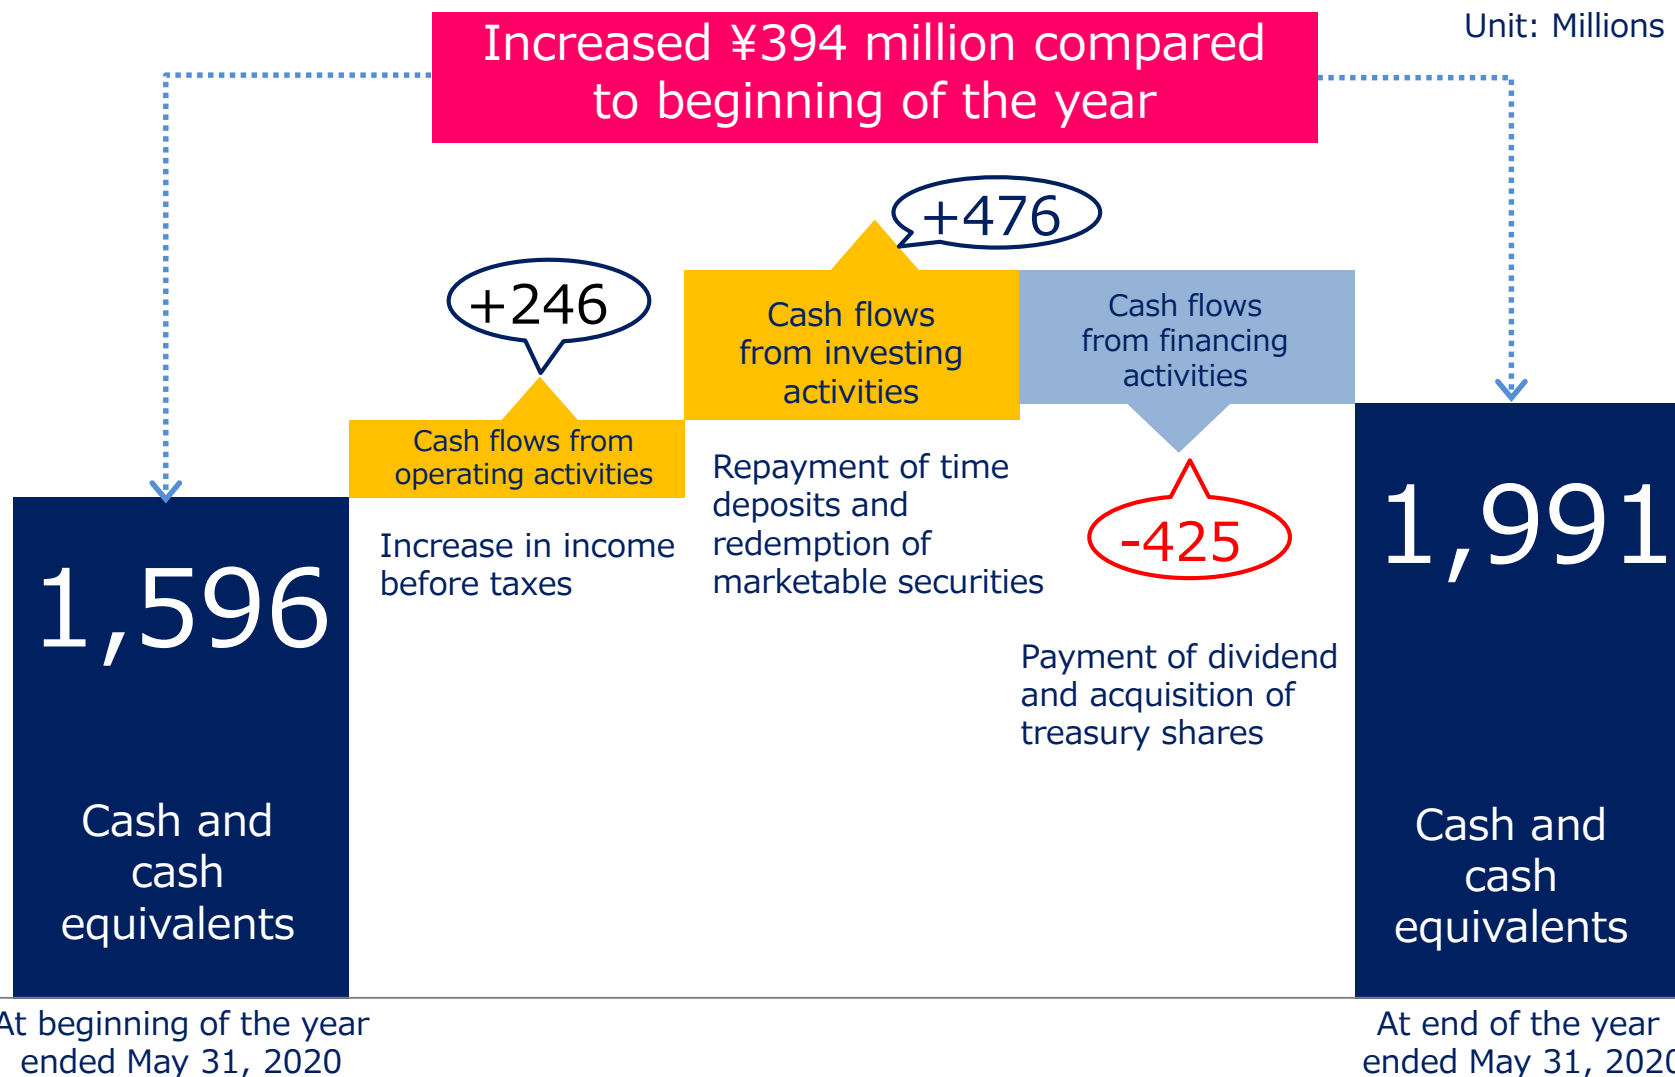 Increased ¥394 million compared
to beginning of the year
Unit: Millions
+476
+246
Cash flows
from investing
activities
Cash flows
from financing
activities
Cash flows from
operating activities
Repayment of time
deposits and
redemption of
marketable securities
Increase in income
before taxes
-425
1,596
1,991
Payment of dividend
and acquisition of
treasury shares
Cash and
cash
equivalents
Cash and
cash
equivalents
At beginning of the year
ended May 31, 2020
At end of the year
ended May 31, 2020